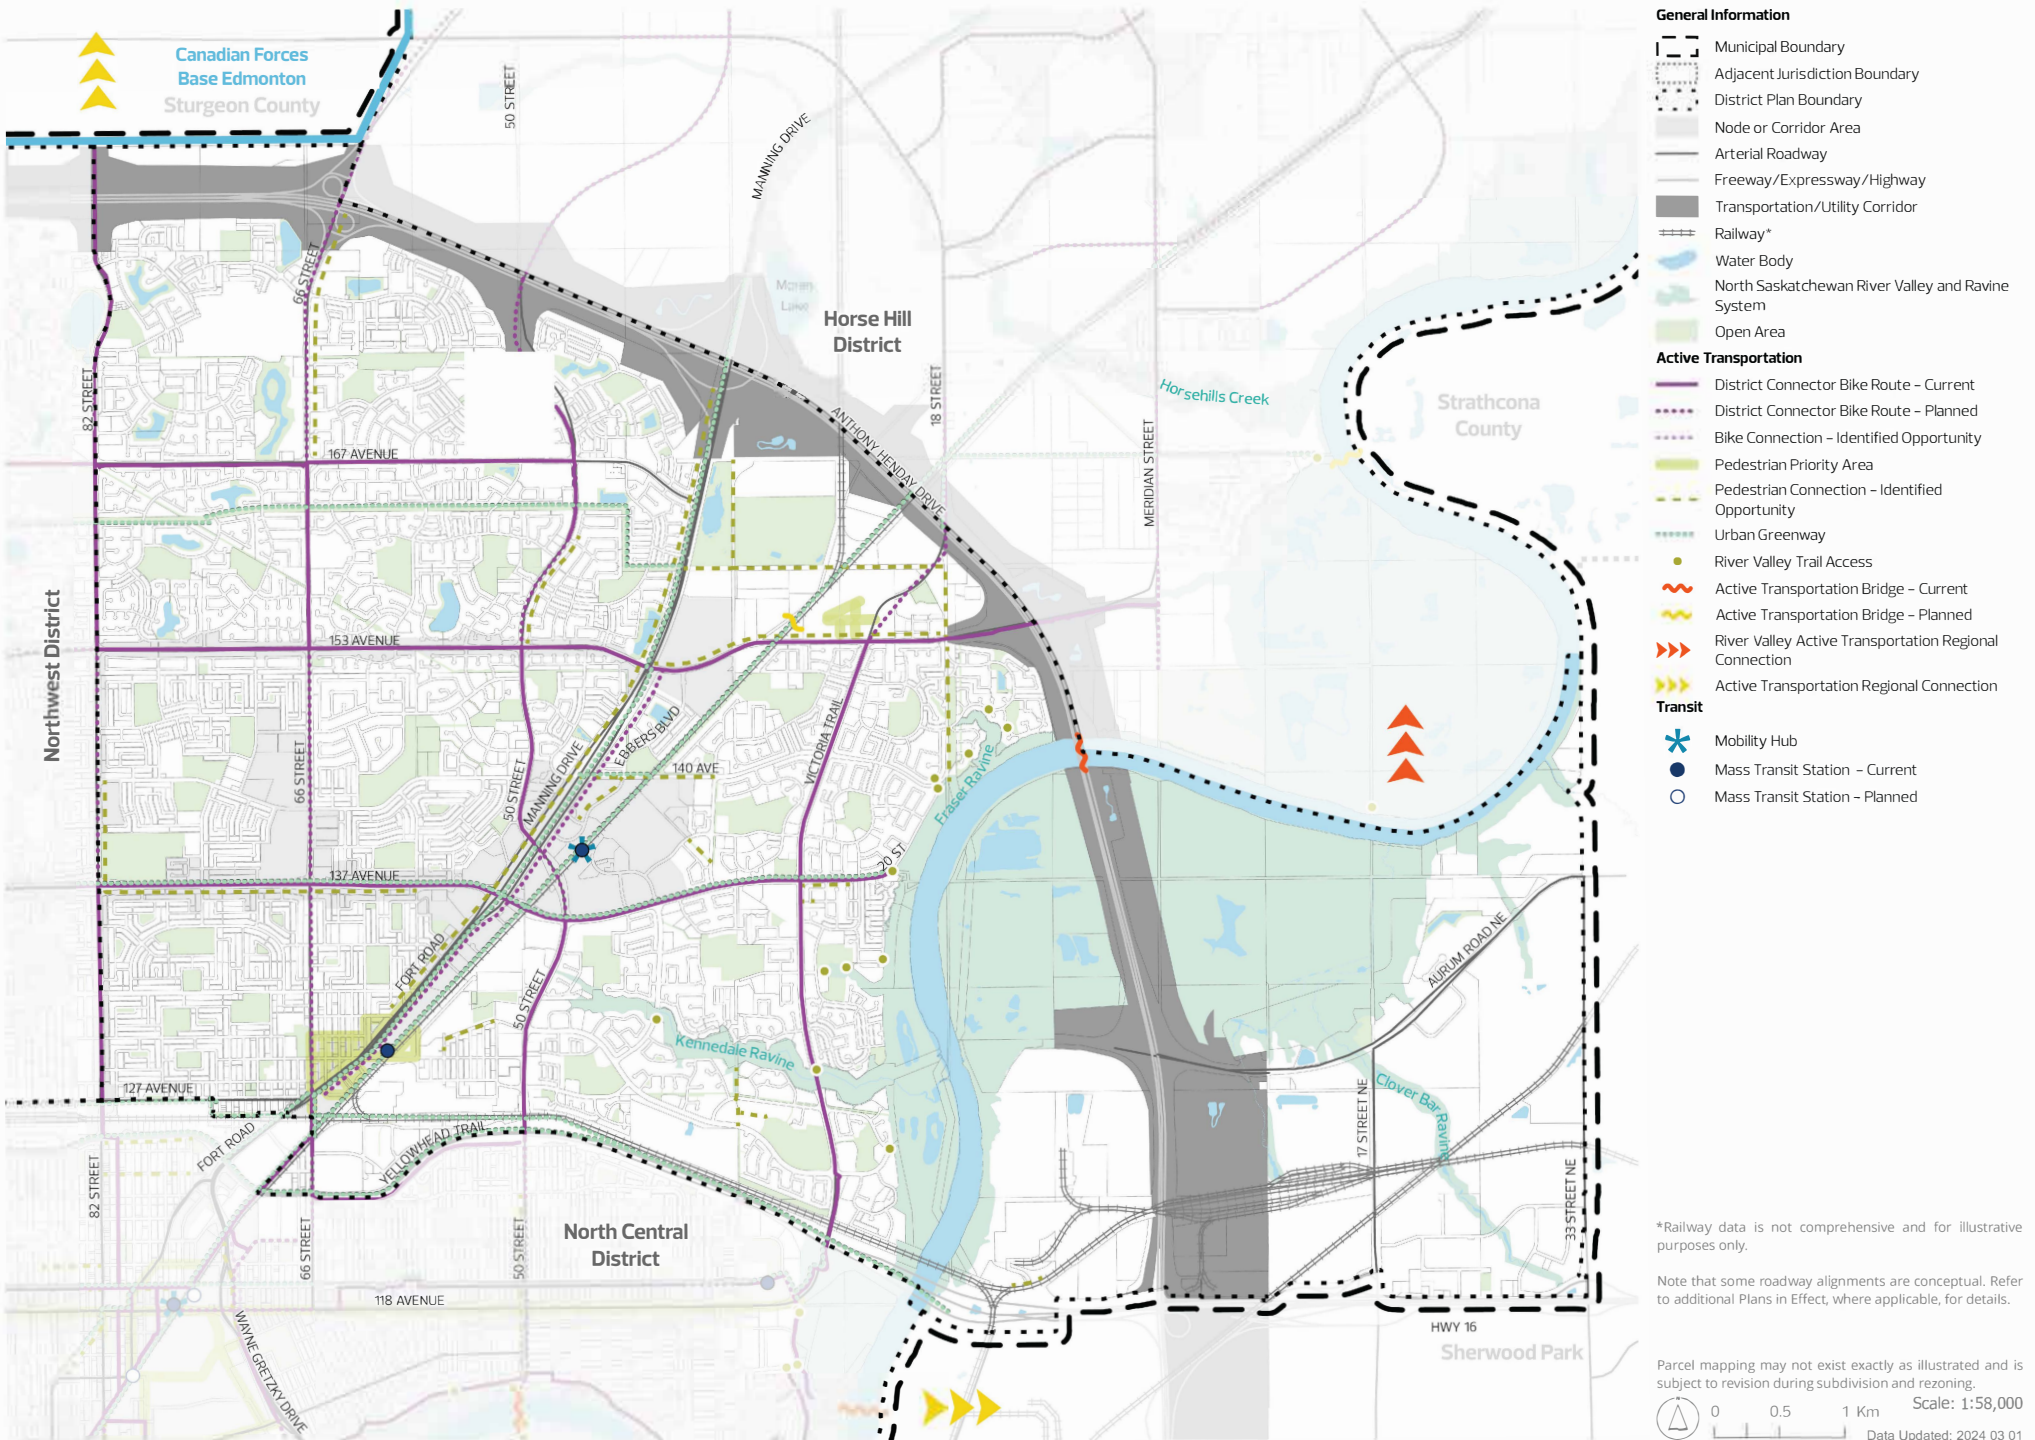 Canadian Forces
Base Edmonton
Sturgeon County
50 STREET
MANNING DRIVE
66 STREET
Moran
Lake
Horse Hill
District
82 STREET
18 STREET
Horsehills Creek
Strathcona
County
167 AVENUE
ANTHONY HENDAY DRIVE
MERIDIAN STREET
Northwest District
153 AVENUE
66 STREET
50 STREET
MANNING DRIVE
EBBERS BLVD
140 AVE
VICTORIA TRAIL
Fraser Ravine
20 ST
137 AVENUE
FORT ROAD
50 STREET
AURUM ROAD NE
Kennedale Ravine
127 AVENUE
FORT ROAD
YELLOWHEAD TRAIL
17 STREET NE
Clover Bar Ravine
33 STREET NE
82 STREET
66 STREET
50 STREET
North Central
District
118 AVENUE
WAYNE GRETZKY DRIVE
HWY 16
Sherwood Park
General Information
Municipal Boundary
Adjacent Jurisdiction Boundary
District Plan Boundary
Node or Corridor Area
Arterial Roadway
Freeway/Expressway/Highway
Transportation/Utility Corridor
Railway*
Water Body
North Saskatchewan River Valley and Ravine
System
Open Area
Active Transportation
District Connector Bike Route - Current
District Connector Bike Route - Planned
Bike Connection - Identified Opportunity
Pedestrian Priority Area
Pedestrian Connection - Identified
Opportunity
Urban Greenway
River Valley Trail Access
Active Transportation Bridge - Current
Active Transportation Bridge - Planned
River Valley Active Transportation Regional
Connection
Active Transportation Regional Connection
Transit
Mobility Hub
Mass Transit Station - Current
Mass Transit Station - Planned
*Railway data is not comprehensive and for illustrative
purposes only.
Note that some roadway alignments are conceptual. Refer
to additional Plans in Effect, where applicable, for details.
Parcel mapping may not exist exactly as illustrated and is
subject to revision during subdivision and rezoning.
Scale: 1:58,000
0 0.5 1 Km
Data Updated: 2024 03 01